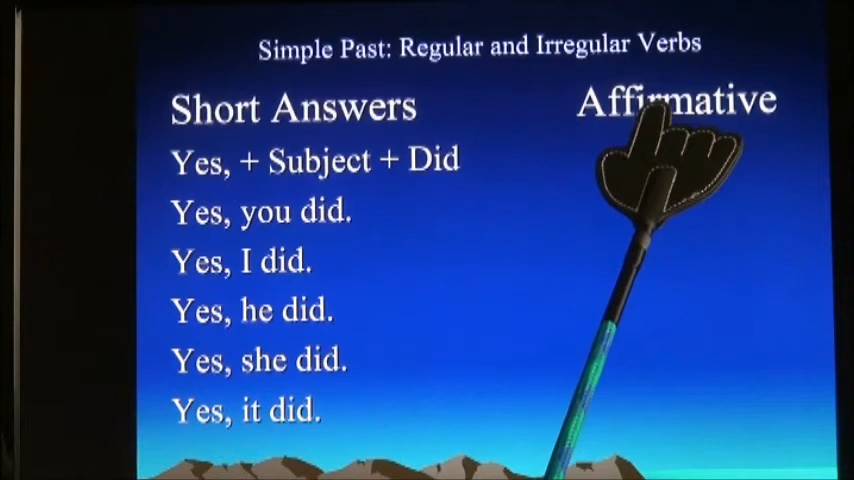 Simple Past: Regular and Irregular Verbs
Short Answers Affirmative
Yes, + Subject + Did
Yes, you did.
Yes, I did.
Yes, he did.
Yes, she did.
Yes, it did.